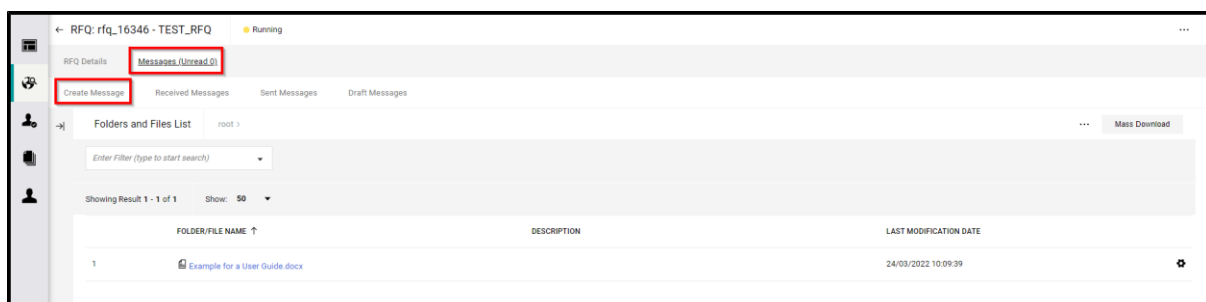 ← RFQ: rfq_16346 - TEST_RFQ Running ...
RFQ Details Messages (Unread 0)
Create Message Received Messages Sent Messages Draft Messages
Folders and Files List root > ... Mass Download
Enter Filter (type to start search)
Showing Result 1 - 1 of 1 Show: 50
FOLDER/FILE NAME ↑ DESCRIPTION LAST MODIFICATION DATE
1 Example for a User Guide.docx 24/03/2022 10:09:39